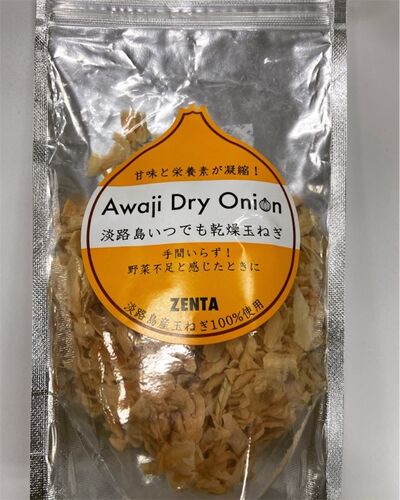 甘味と栄養素が凝縮！
Awaji Dry Onion
淡路島いつでも乾燥玉ねぎ
手間いらず！
野菜不足と感じたときに
ZENTA
淡路島産玉ねぎ100%使用